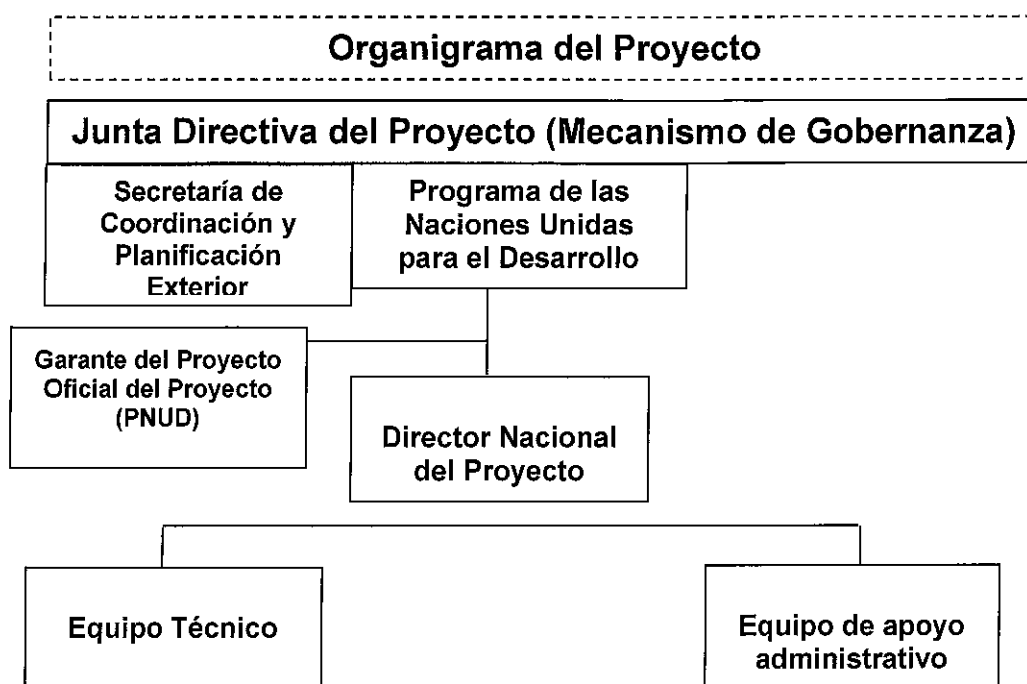 Organigrama del Proyecto
Junta Directiva del Proyecto (Mecanismo de Gobernanza)
Secretaría de
Coordinación y
Planificación
Exterior
Programa de las
Naciones Unidas
para el Desarrollo
Garante del Proyecto
Oficial del Proyecto
(PNUD)
Director Nacional
del Proyecto
Equipo Técnico
Equipo de apoyo
administrativo